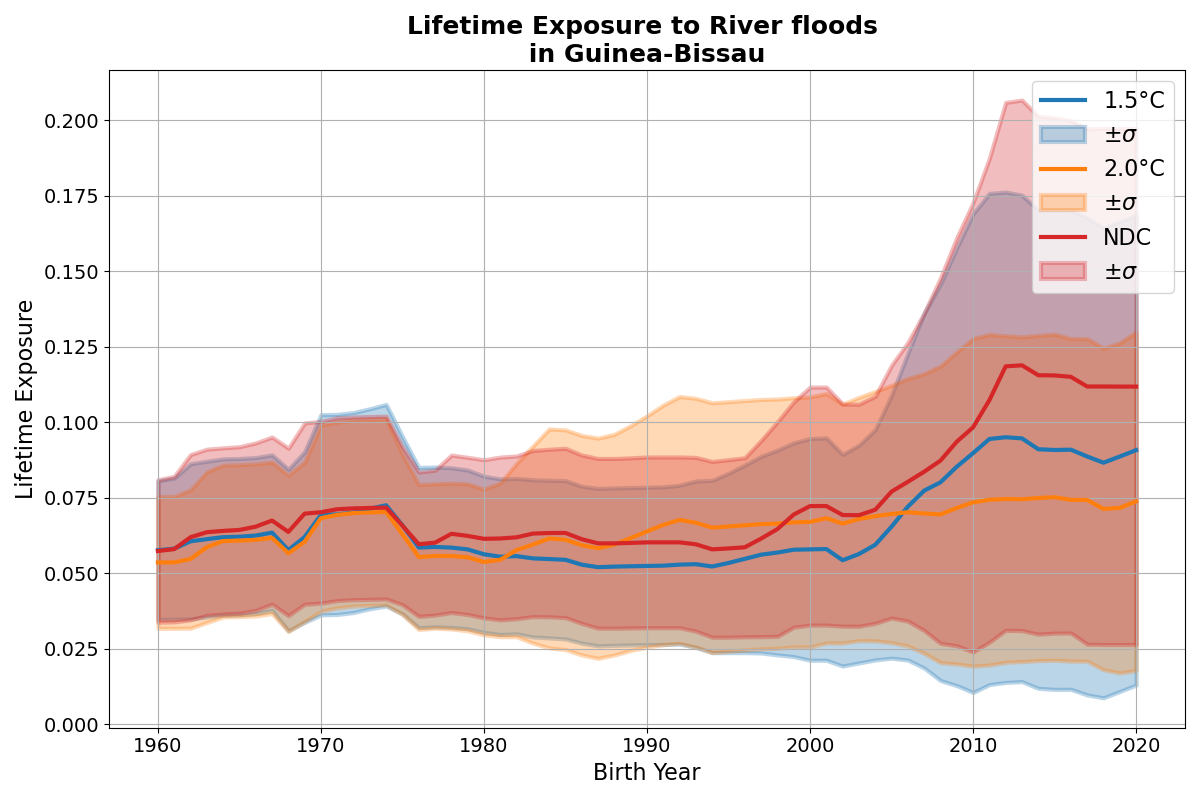 Lifetime Exposure to River floods
in Guinea-Bissau
Lifetime Exposure
0.200
0.175
0.150
0.125
0.100
0.075
0.050
0.025
0.000
1.5°C
±σ
2.0°C
±σ
NDC
±σ
1960 1970 1980 1990 2000 2010 2020
Birth Year